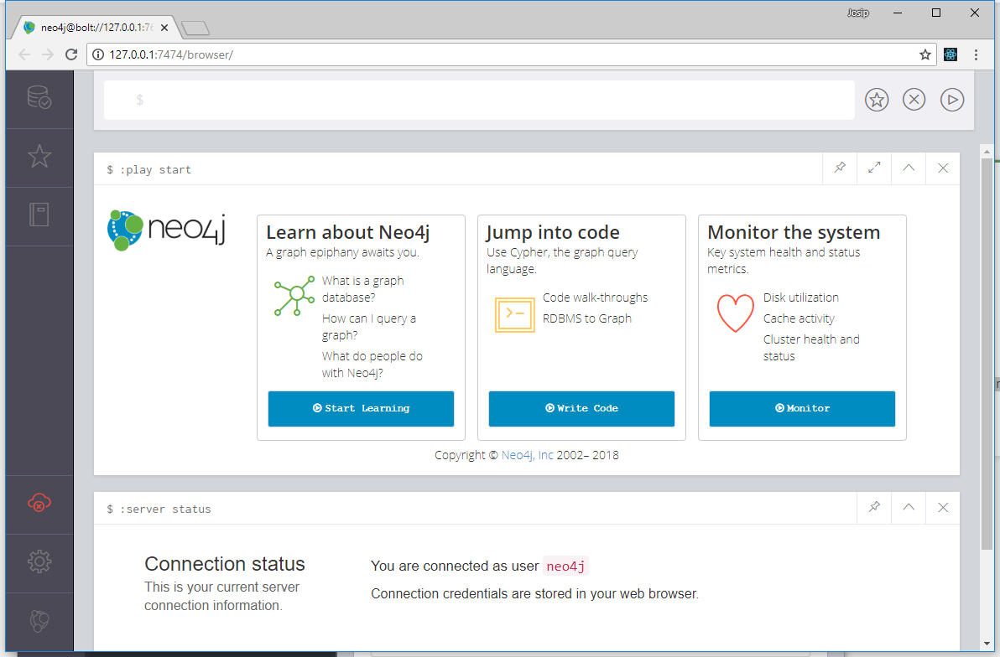 Josip
neo4j@bolt://127.0.0.1:76
127.0.0.1:7474/browser/
$
$ :play start
neo4j
Learn about Neo4j
A graph epiphany awaits you.
What is a graph
database?
How can I query a
graph?
What do people do
with Neo4j?
Start Learning
Jump into code
Use Cypher, the graph query
language.
Code walk-throughs
RDBMS to Graph
Write Code
Monitor the system
Key system health and status
metrics.
Disk utilization
Cache activity
Cluster health and
status
Monitor
Copyright © Neo4j, Inc 2002– 2018
$ :server status
Connection status
This is your current server
connection information.
You are connected as user neo4j
Connection credentials are stored in your web browser.